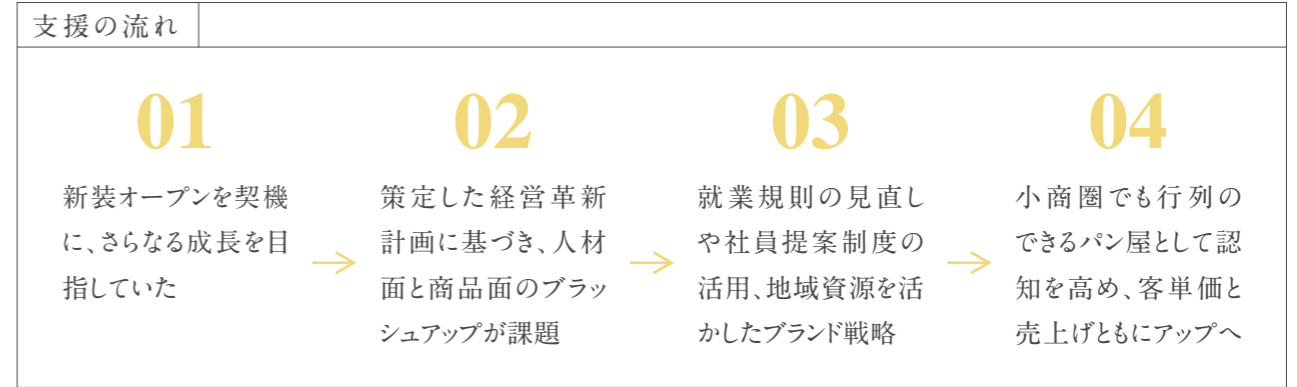 支援の流れ
01
新装オープンを契機
に、さらなる成長を目
指していた
02
策定した経営革新
計画に基づき、人材
面と商品面のブラッ
シュアップが課題
03
就業規則の見直し
や社員提案制度の
活用、地域資源を活
かしたブランド戦略
04
小商圏でも行列の
できるパン屋として認
知を高め、客単価と
売上げともにアップへ